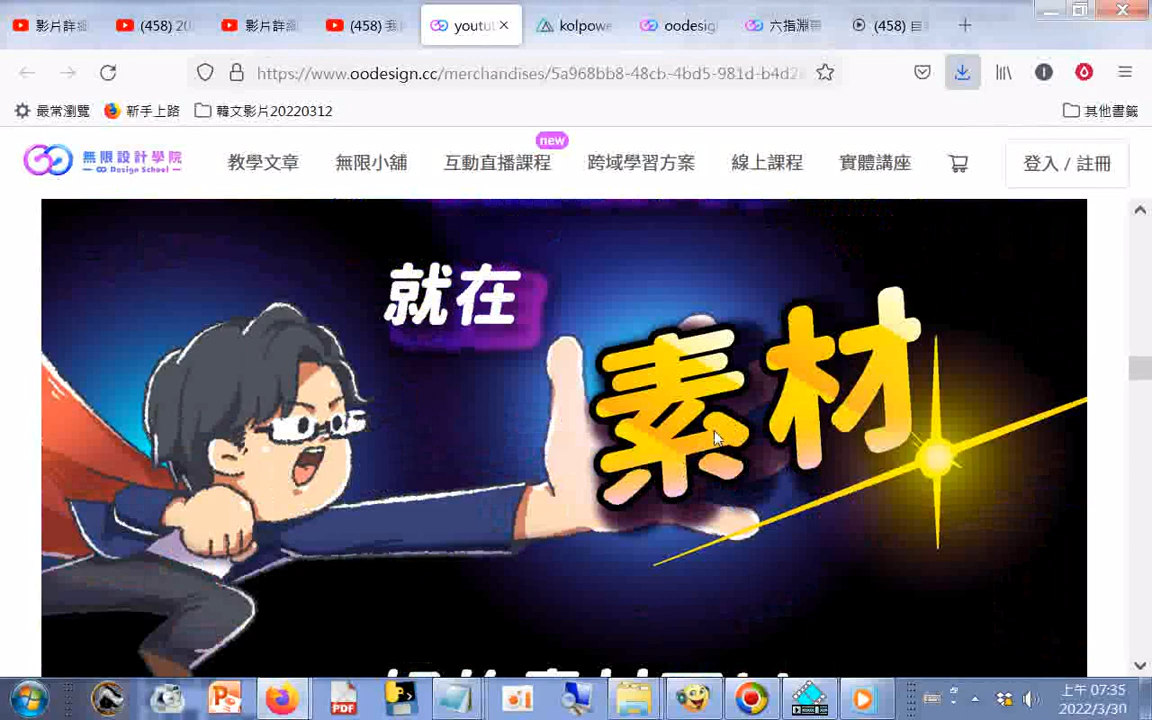 影片詳細
(458) 20
影片詳細
(458) 我
youtu
kolpowe
oodesig
六指淵
(458) 目
https://www.oodesign.cc/merchandises/5a968bb8-48cb-4bd5-981d-b4d2
最常瀏覽
新手上路
韓文影片20220312
其他書籤
無限設計學院
Design School
教學文章
無限小舖
互動直播課程
new
跨域學習方案
線上課程
實體講座
登入 / 註冊
就在
素材
PDF
上午 07:35
2022/3/30